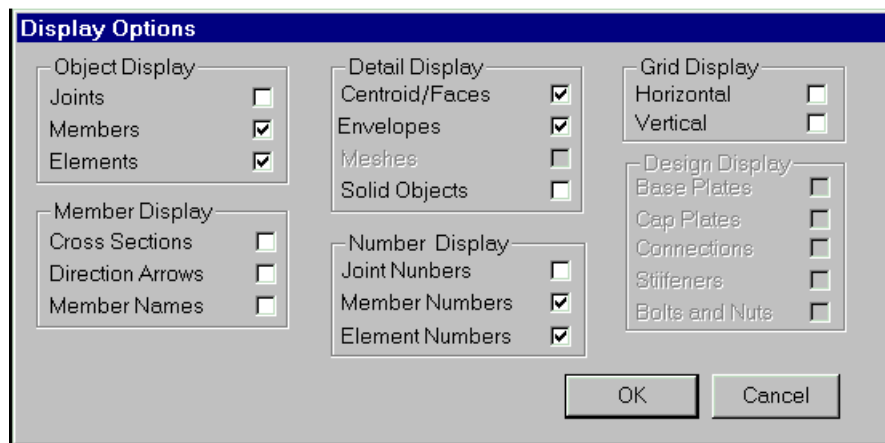 Display Options
Object Display
Joints
Members
Elements
Member Display
Cross Sections
Direction Arrows
Member Names
Detail Display
Centroid/Faces
Envelopes
Meshes
Solid Objects
Number Display
Joint Nunbers
Member Numbers
Element Numbers
Grid Display
Horizontal
Vertical
Design Display
Base Plates
Cap Plates
Connections
Stiifeners
Bolts and Nuts
OK
Cancel